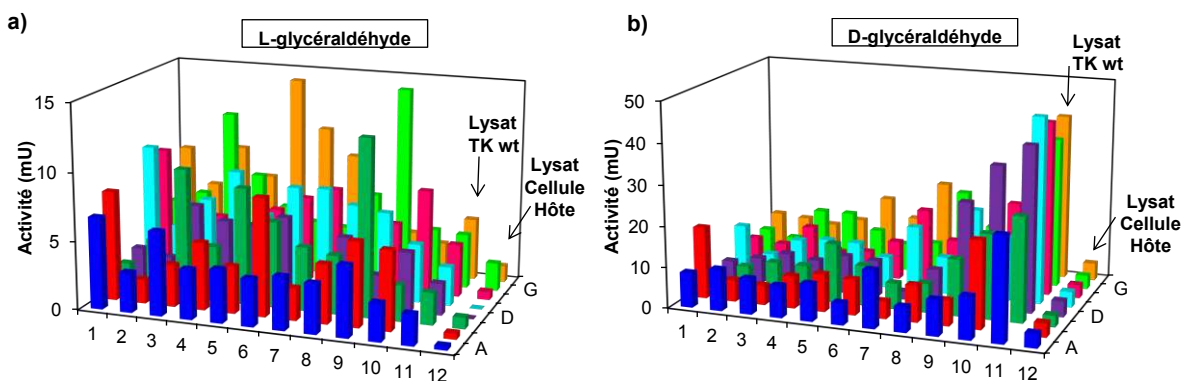 a)
L-glycéraldéhyde
Lysat
TK wt
Lysat
Cellule
Hôte
Activité (mU)
15
10
5
0
1 2 3 4 5 6 7 8 9 10 11 12
A
D
G
b)
D-glycéraldéhyde
Lysat
TK wt
Lysat
Cellule
Hôte
Activité (mU)
50
40
30
20
10
0
1 2 3 4 5 6 7 8 9 10 11 12
A
D
G